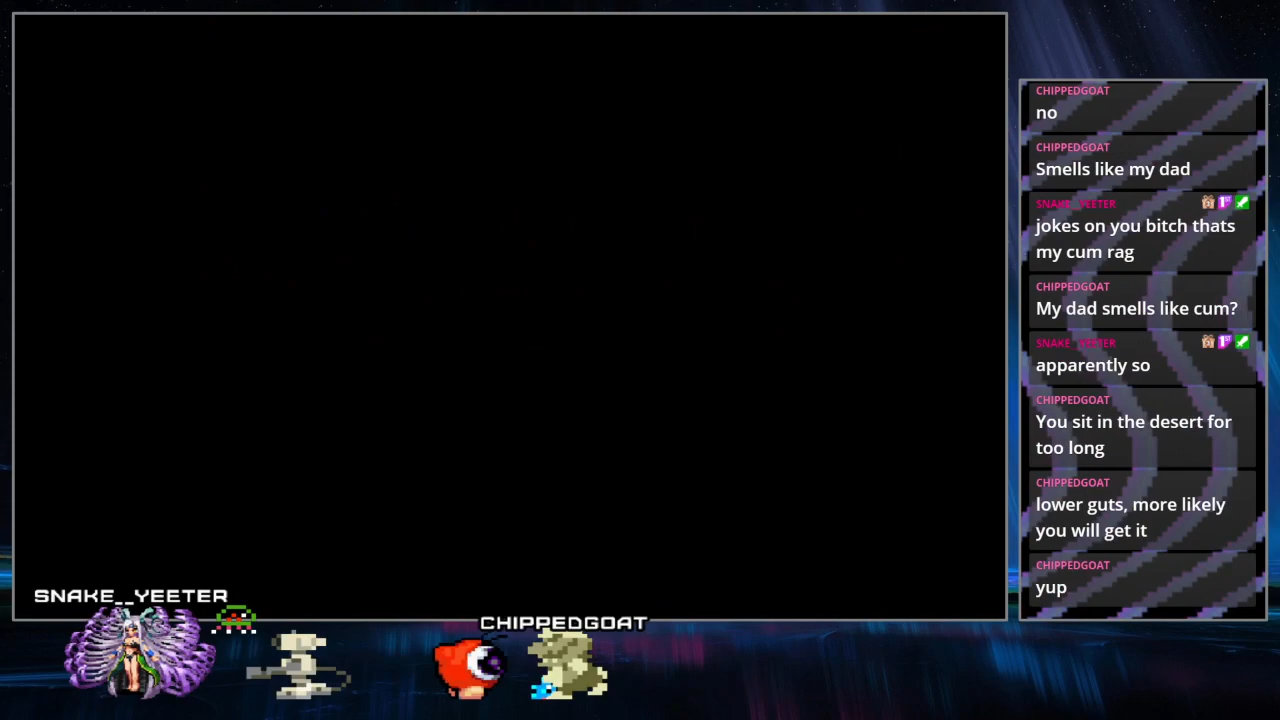 CHIPPEDGOAT
no
CHIPPEDGOAT
Smells like my dad
SNAKE__YEETER
jokes on you bitch thats
my cum rag
CHIPPEDGOAT
My dad smells like cum?
SNAKE__YEETER
apparently so
CHIPPEDGOAT
You sit in the desert for
too long
CHIPPEDGOAT
lower guts, more likely
you will get it
CHIPPEDGOAT
yup
SNAKE__YEETER
CHIPPEDGOAT